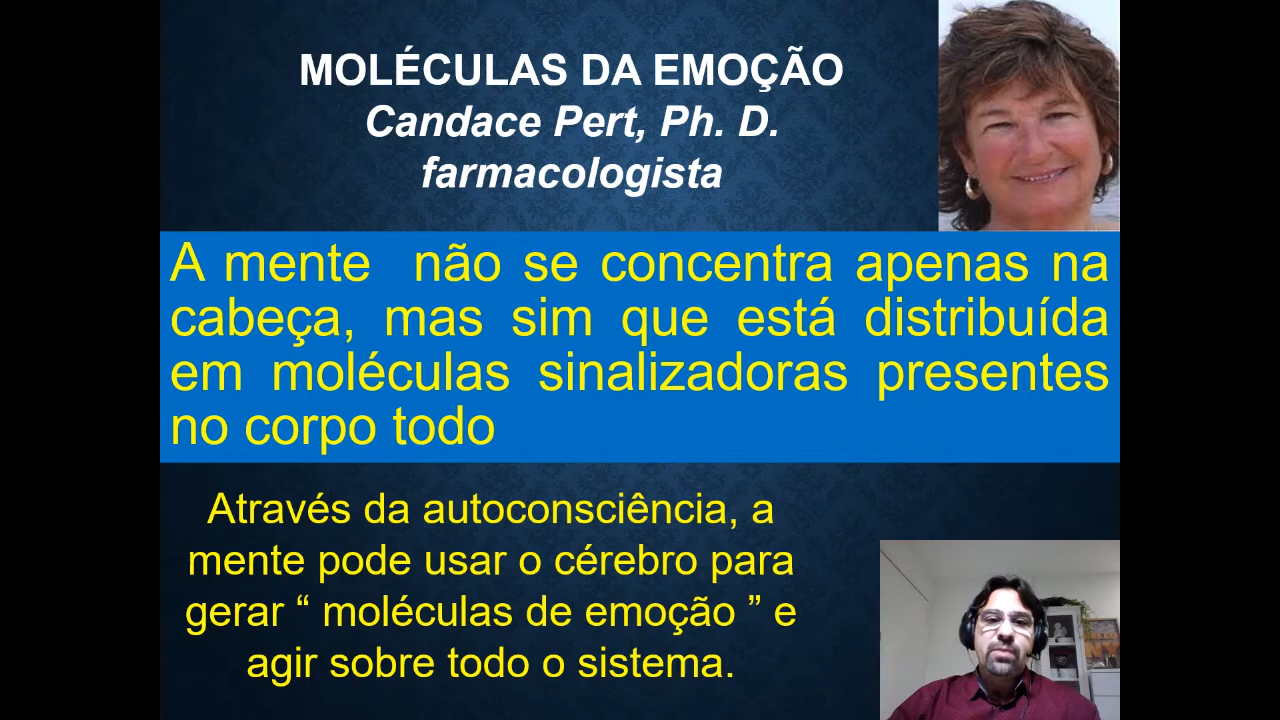 MOLÉCULAS DA EMOÇÃO
Candace Pert, Ph. D.
farmacologista
A mente não se concentra apenas na
cabeça, mas sim que está distribuída
em moléculas sinalizadoras presentes
no corpo todo
Através da autoconsciência, a
mente pode usar o cérebro para
gerar “ moléculas de emoção ” e
agir sobre todo o sistema.